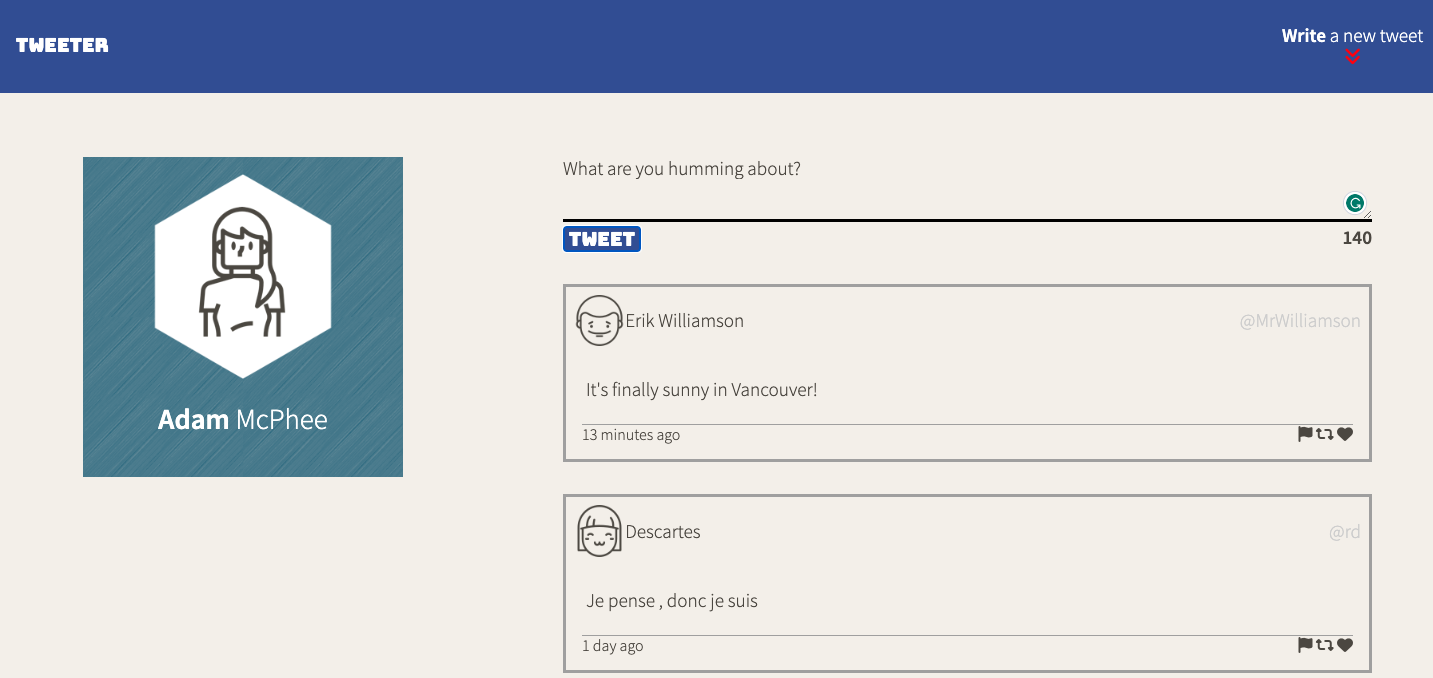 TWEETER
Write a new tweet
Adam McPhee
What are you humming about?
TWEET
140
Erik Williamson
@MrWilliamson
It's finally sunny in Vancouver!
13 minutes ago
Descartes
@rd
Je pense , donc je suis
1 day ago